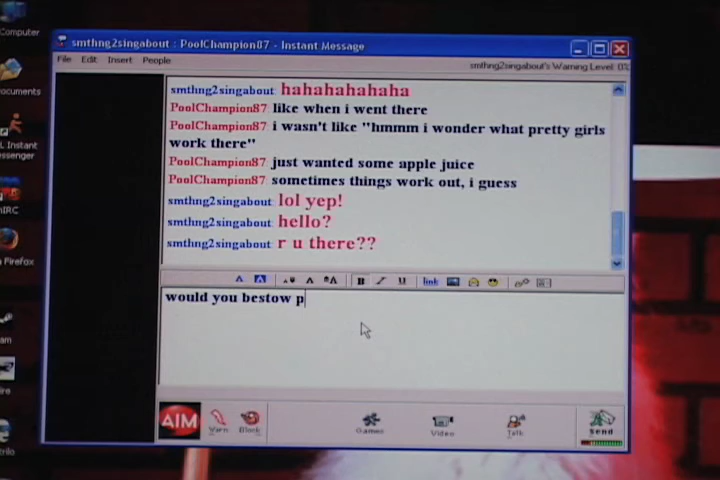 smthng2singabout : PoolChampion87 - Instant Message
Computer
File Edit Insert People
smthng2singabout's Warning Level: 0%
smthng2singabout: hahahahahaha
PoolChampion87 like when i went there
PoolChampion87 i wasn't like "hmmm i wonder what pretty girls
work there"
PoolChampion87 just wanted some apple juice
PoolChampion87 sometimes things work out, i guess
smthng2singabout: lol yep!
smthng2singabout: hello?
smthng2singabout: r u there??
ocuments
L Instant
ssenger
nIRC
Firefox
A A A A A B I U link
would you bestow p
AIM Warn Block Games Video Talk Send